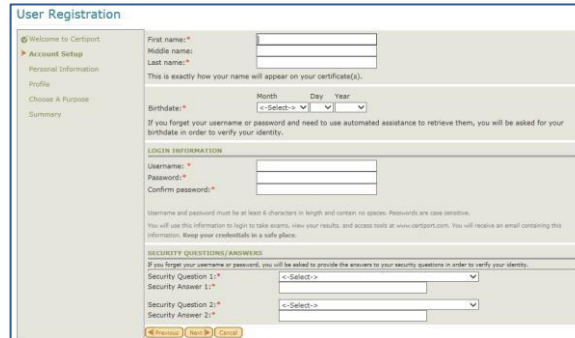 User Registration
Welcome to Certiport
Account Setup
Personal Information
Profile
Choose A Purpose
Summary
First name:*
Middle name:
Last name:*
This is exactly how your name will appear on your certificate(s).
Month Day Year
Birthdate:* <-Select->
If you forget your username or password and need to use automated assistance to retrieve them, you will be asked for your
birthdate in order to verify your identity.
LOGIN INFORMATION
Username: *
Password:*
Confirm password:*
Username and password must be at least 6 characters in length and contain no spaces. Passwords are case sensitive.
You will use this information to login to take exams, view your results, and access tools at www.certiport.com. You will receive an email containing this
information. Keep your credentials in a safe place.
SECURITY QUESTIONS/ANSWERS
If you forget your username or password, you will be asked to provide the answers to your security questions in order to verify your identity.
Security Question 1:* <-Select->
Security Answer 1:*
Security Question 2:* <-Select->
Security Answer 2:*
Previous Next Cancel